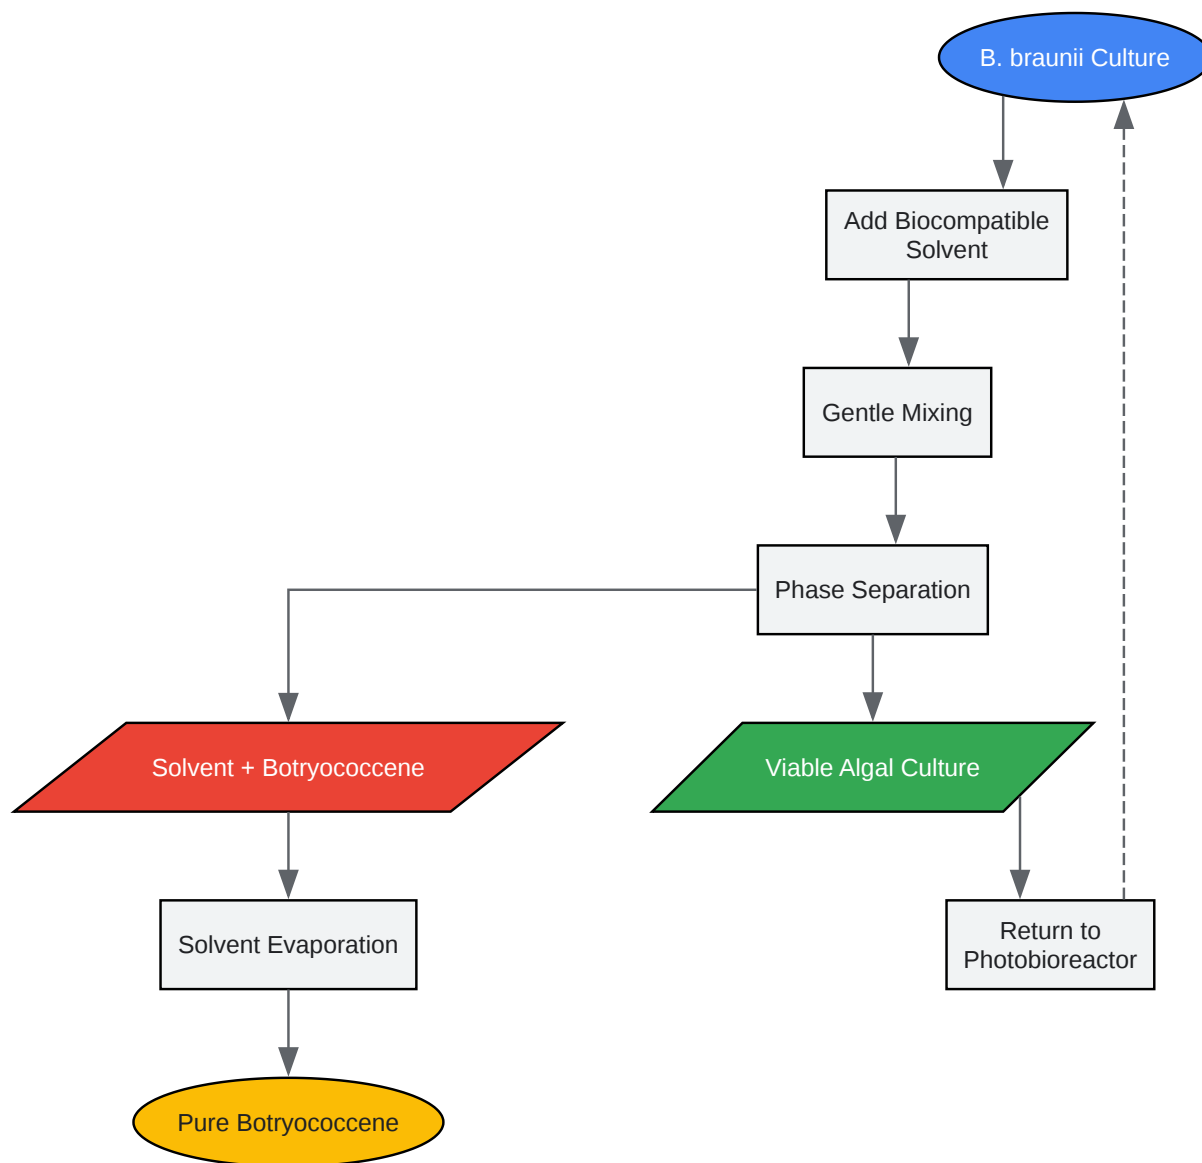 B. braunii Culture
Add Biocompatible
Solvent
Gentle Mixing
Phase Separation
Solvent + Botryococcene
Viable Algal Culture
Solvent Evaporation
Return to
Photobioreactor
Pure Botryococcene